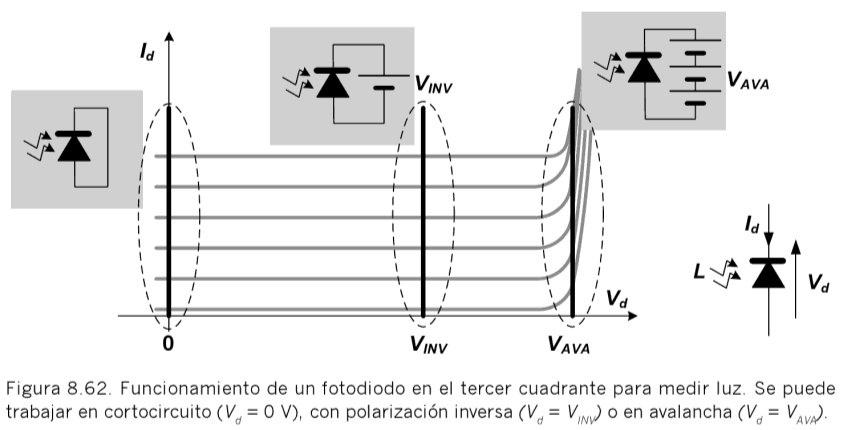 I_d
V_INV
V_AVA
I_d
L
V_d
V_d
0
V_INV
V_AVA
Figura 8.62. Funcionamiento de un fotodiodo en el tercer cuadrante para medir luz. Se puede
trabajar en cortocircuito (V_d = 0 V), con polarización inversa (V_d = V_INV) o en avalancha (V_d = V_AVA).